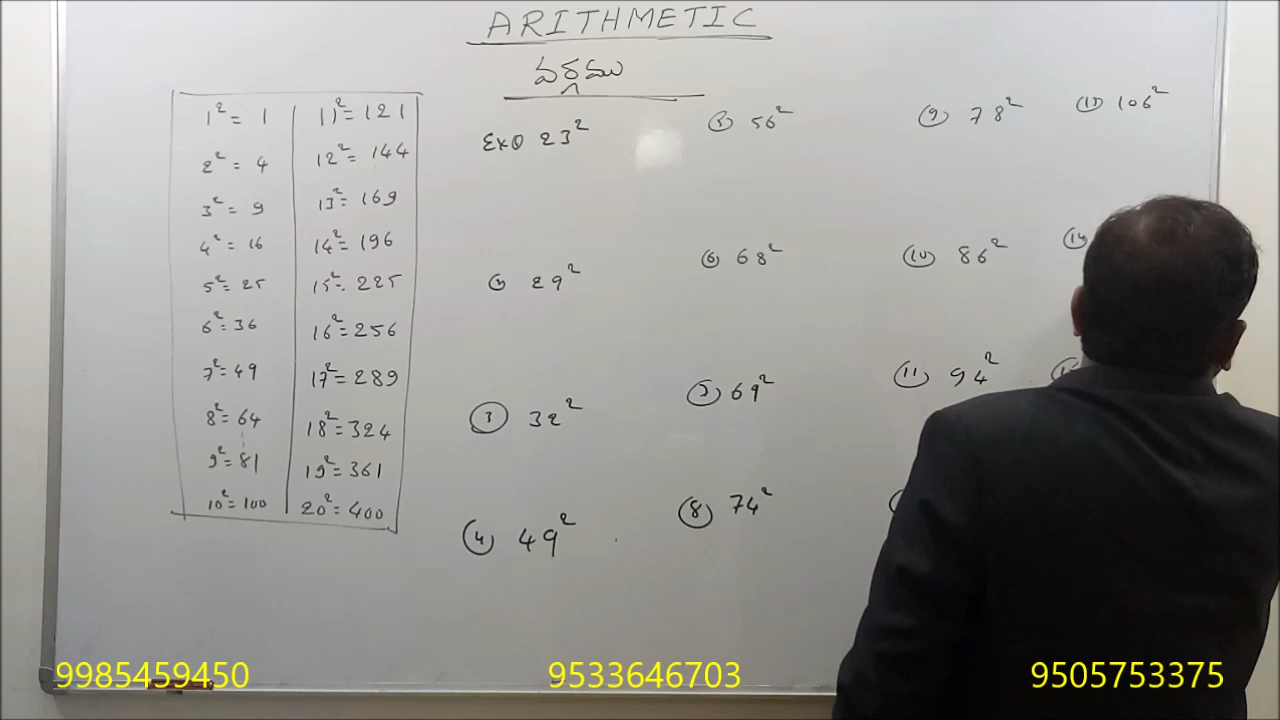 ARITHMETIC
వర్గము
1² = 1
2² = 4
3² = 9
4² = 16
5² = 25
6² = 36
7² = 49
8² = 64
9² = 81
10² = 100
11² = 121
12² = 144
13² = 169
14² = 196
15² = 225
16² = 256
17² = 289
18² = 324
19² = 361
20² = 400
Ex ① 23²
29²
③ 32²
④ 49²
⑤ 56²
⑥ 68²
⑦ 69²
⑧ 74²
⑨ 78²
⑩ 86²
⑪ 94²
⑬ 106²
⑭
9985459450
9533646703
9505753375